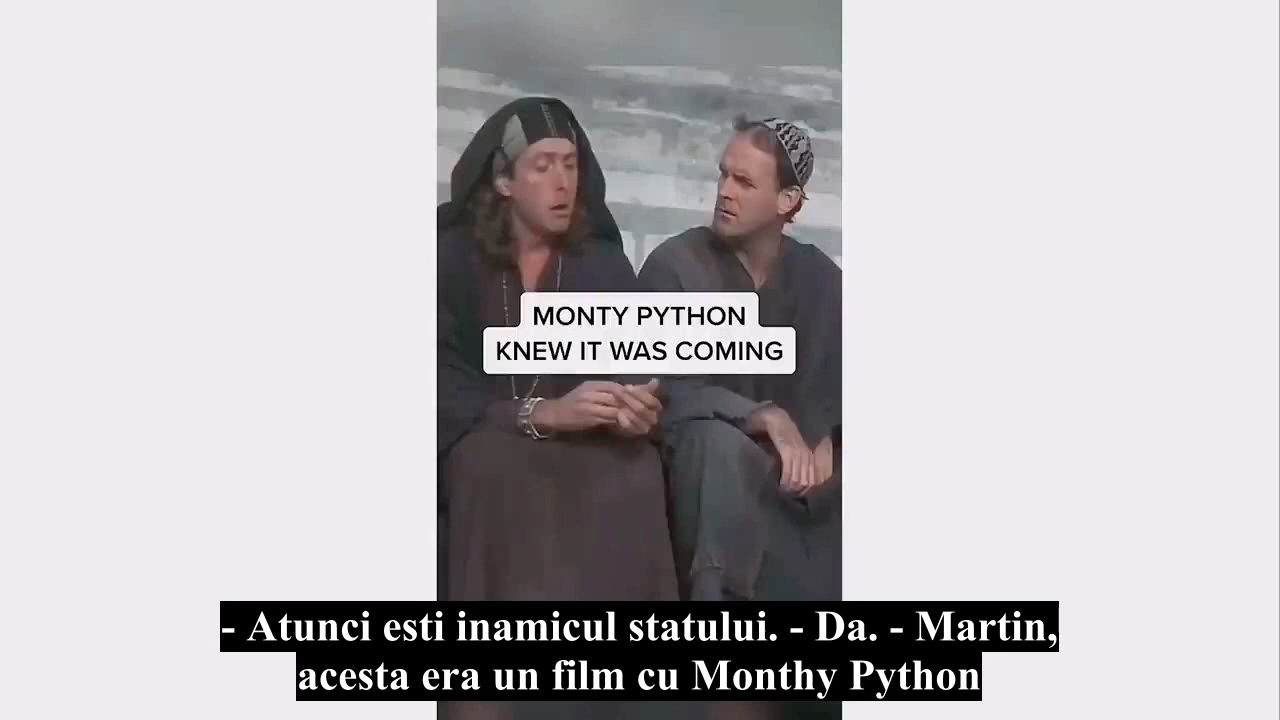 MONTY PYTHON
KNEW IT WAS COMING
- Atunci esti inamicul statului. - Da. - Martin,
acesta era un film cu Monthy Python